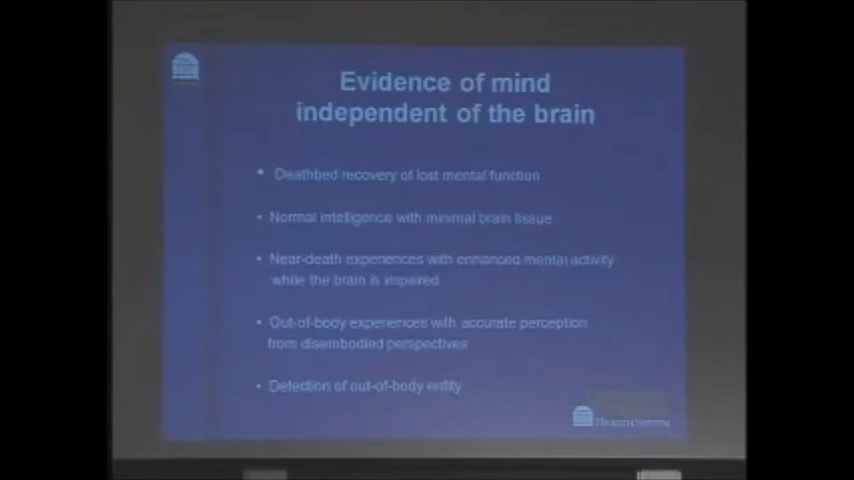 Evidence of mind
independent of the brain
• Deathbed recovery of lost mental function
• Normal intelligence with minimal brain tissue
• Near-death experiences with enhanced mental activity
while the brain is impaired
• Out-of-body experiences with accurate perception
from disembodied perspectives
• Detection of out-of-body entity